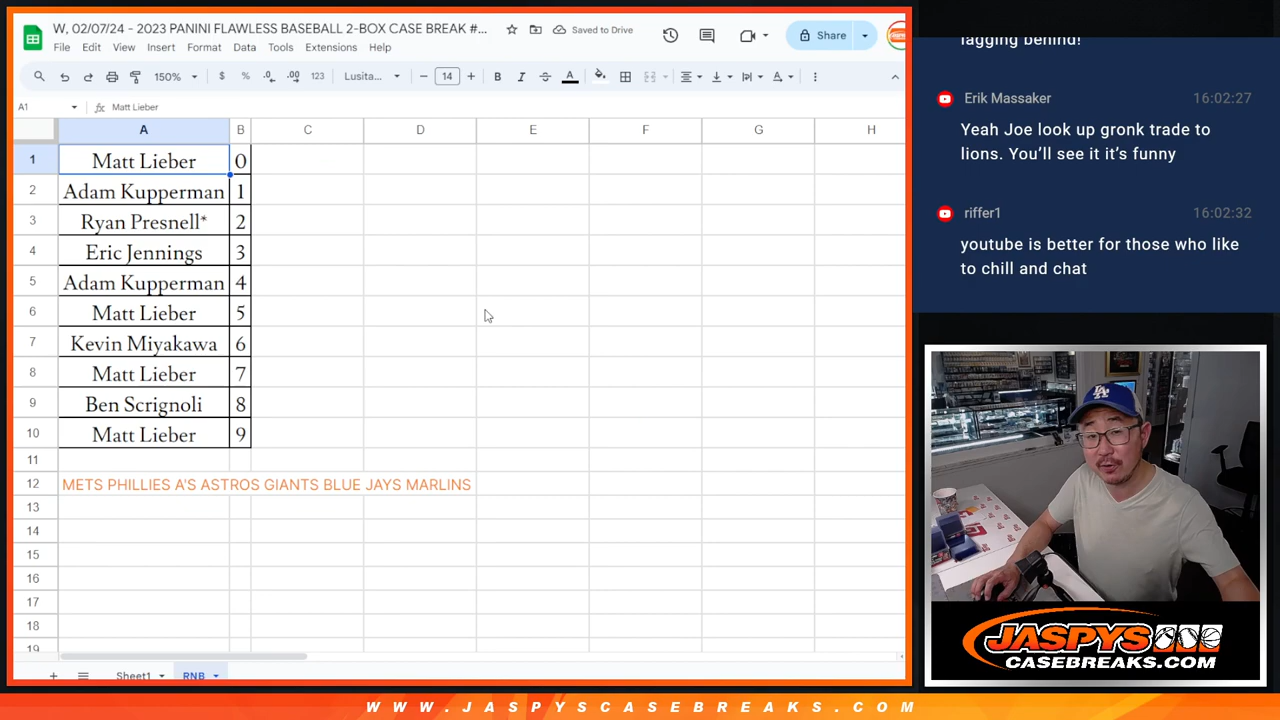 W, 02/07/24 - 2023 PANINI FLAWLESS BASEBALL 2-BOX CASE BREAK #...
Saved to Drive
File Edit View Insert Format Data Tools Extensions Help
Share
150% $ % .0 .00 123 Lusita... 14 B I A
A1 fx Matt Lieber
A B C D E F G H
1 Matt Lieber 0
2 Adam Kupperman 1
3 Ryan Presnell* 2
4 Eric Jennings 3
5 Adam Kupperman 4
6 Matt Lieber 5
7 Kevin Miyakawa 6
8 Matt Lieber 7
9 Ben Scrignoli 8
10 Matt Lieber 9
11
12 METS PHILLIES A'S ASTROS GIANTS BLUE JAYS MARLINS
13
14
15
16
17
18
19
Sheet1 RNB
lagging behind!
Erik Massaker 16:02:27
Yeah Joe look up gronk trade to
lions. You'll see it it's funny
riffer1 16:02:32
youtube is better for those who like
to chill and chat
LA
JASPYS
CASEBREAKS.COM
WWW.JASPYSCASEBREAKS.COM